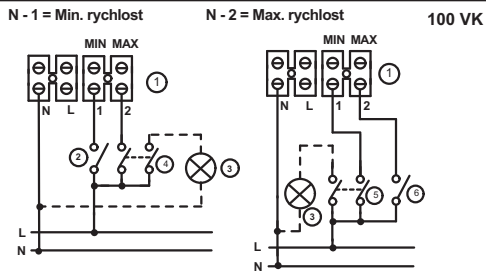 N - 1 = Min. rychlost
N - 2 = Max. rychlost
100 VK
MIN MAX
1
N L 1 2
2
4
3
L
N
MIN MAX
1
N L 1 2
3
5
6
L
N